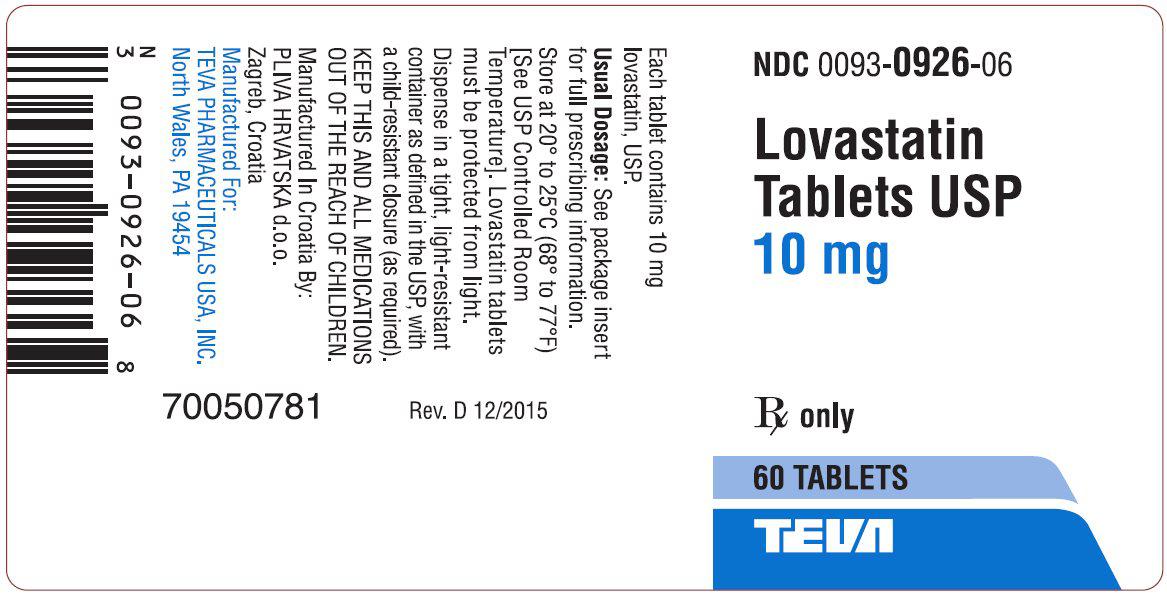 Each tablet contains 10 mg
lovastatin, USP.
Usual Dosage: See package insert
for full prescribing information.
Store at 20° to 25°C (68° to 77°F)
[See USP Controlled Room
Temperature]. Lovastatin tablets
must be protected from light.
Dispense in a tight, light-resistant
container as defined in the USP, with
a child-resistant closure (as required).
KEEP THIS AND ALL MEDICATIONS
OUT OF THE REACH OF CHILDREN.
Manufactured In Croatia By:
PLIVA HRVATSKA d.o.o.
Zagreb, Croatia
Manufactured For:
TEVA PHARMACEUTICALS USA, INC.
North Wales, PA 19454
N
3 0093-0926-06 8
70050781
Rev. D 12/2015
NDC 0093-0926-06
Lovastatin
Tablets USP
10 mg
℞ only
60 TABLETS
TEVA